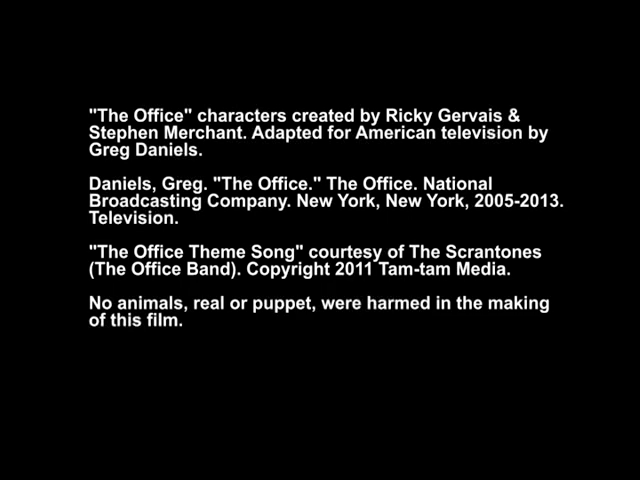 "The Office" characters created by Ricky Gervais &
Stephen Merchant. Adapted for American television by
Greg Daniels.
Daniels, Greg. "The Office." The Office. National
Broadcasting Company. New York, New York, 2005-2013.
Television.
"The Office Theme Song" courtesy of The Scrantones
(The Office Band). Copyright 2011 Tam-tam Media.
No animals, real or puppet, were harmed in the making
of this film.